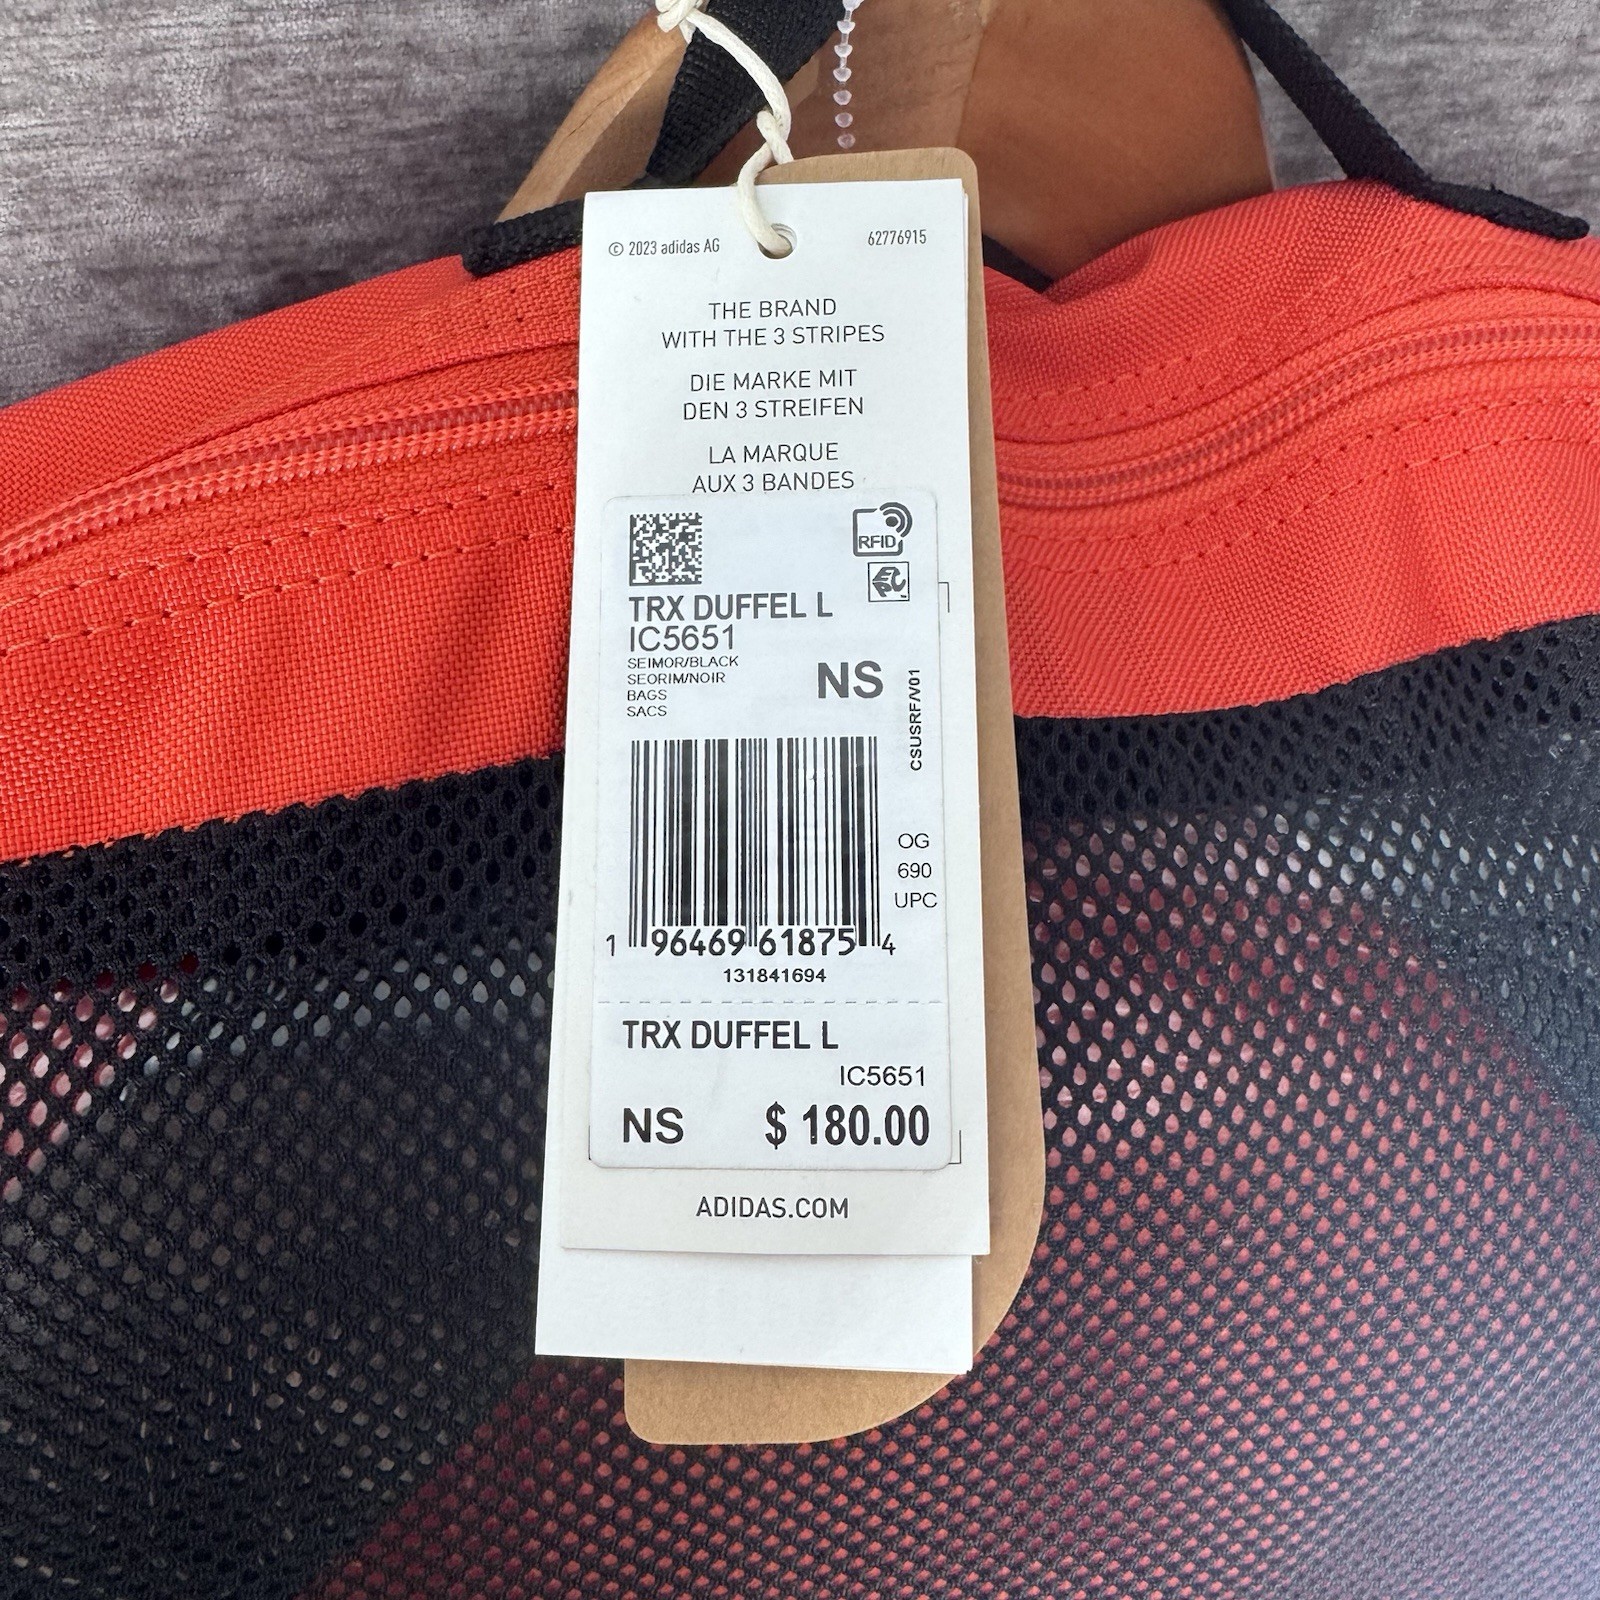 © 2023 adidas AG
62776915
THE BRAND
WITH THE 3 STRIPES
DIE MARKE MIT
DEN 3 STREIFEN
LA MARQUE
AUX 3 BANDES
RFID
EPC
TRX DUFFEL L
IC5651
SEIMOR/BLACK
SEORIM/NOIR
BAGS
SACS
NS
CSUSRF/V01
OG
690
UPC
1 96469 61875 4
131841694
TRX DUFFEL L
IC5651
NS $ 180.00
ADIDAS.COM